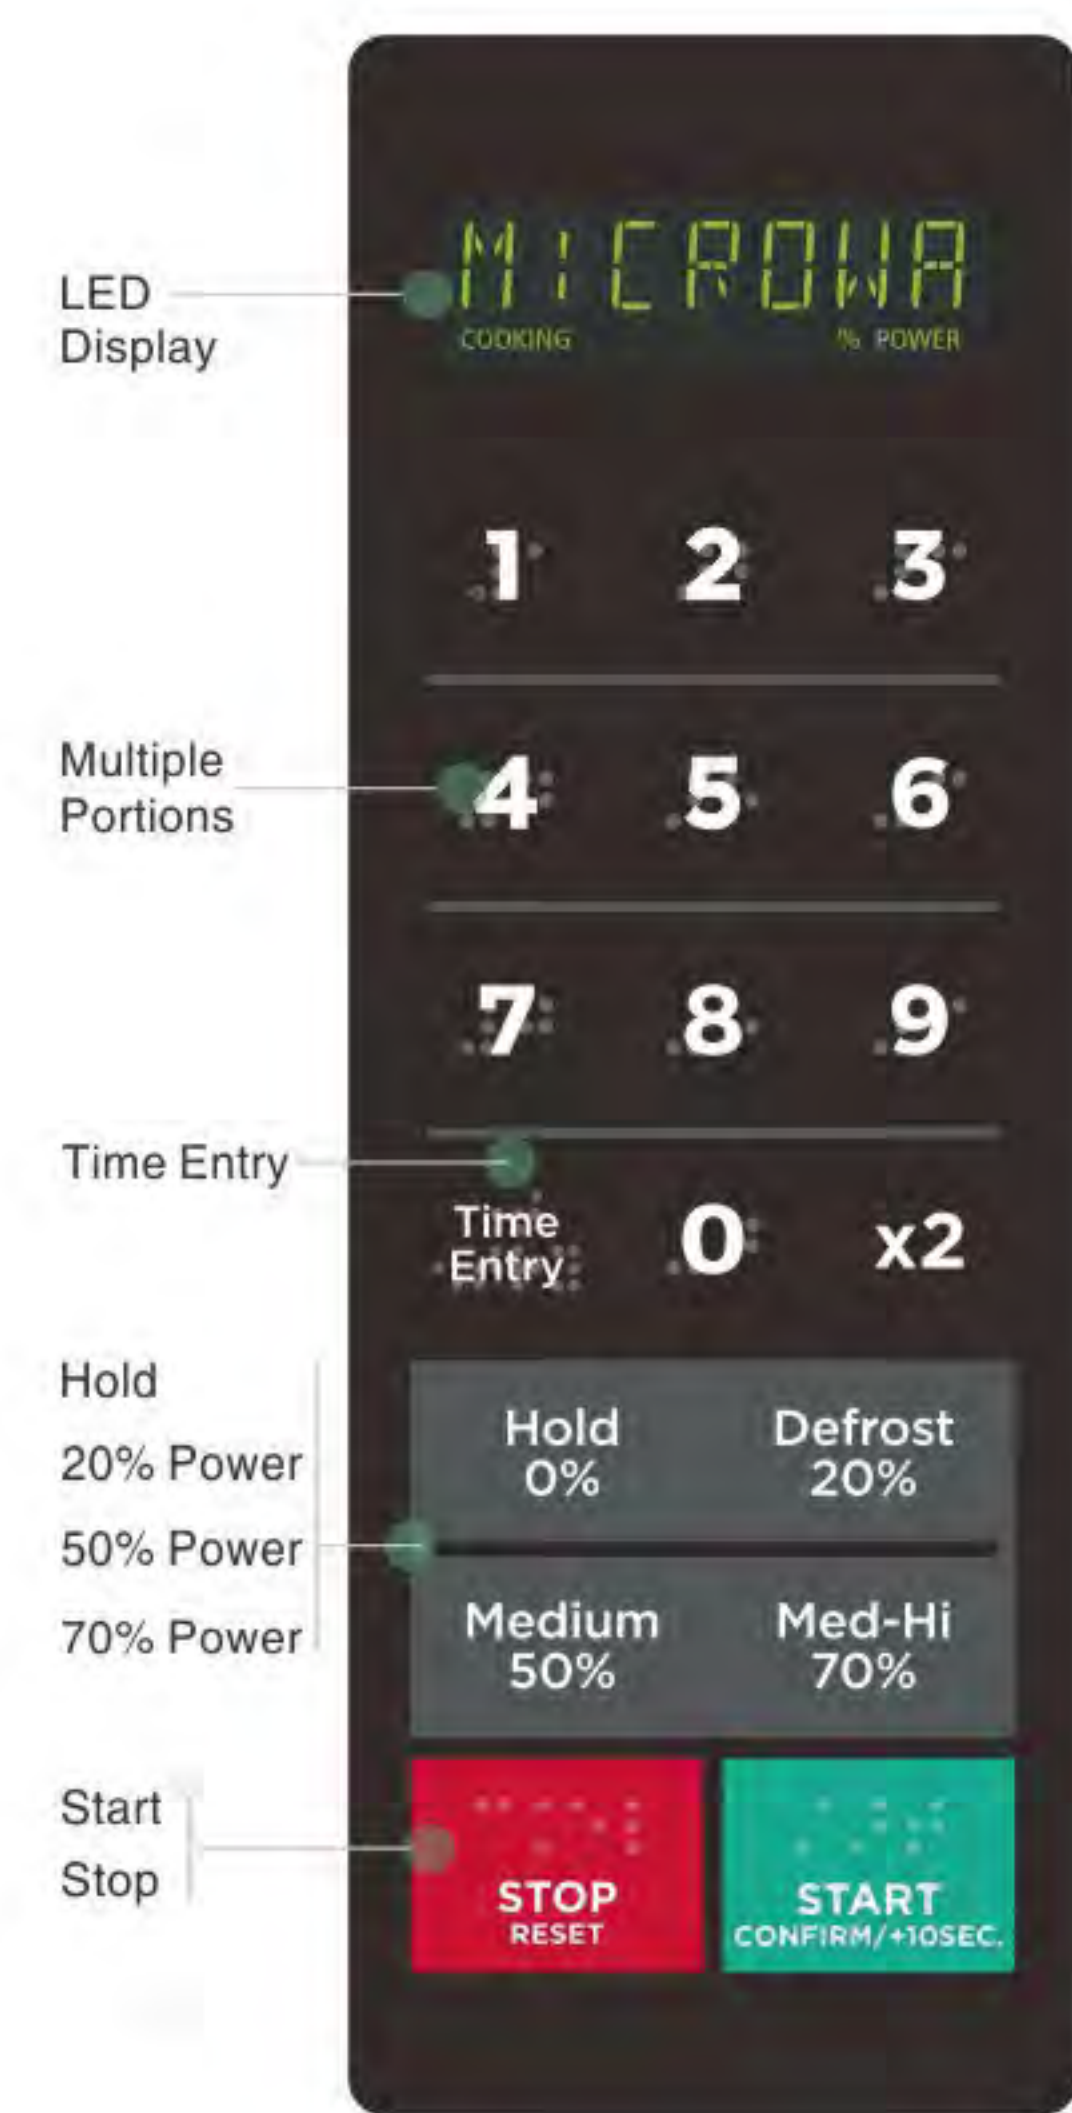 LED
Display
MICROWA
COOKING % POWER
1 2 3
Multiple
Portions
4 5 6
7 8 9
Time Entry
Time
Entry
0 x2
Hold
20% Power
50% Power
70% Power
Hold
0%
Defrost
20%
Medium
50%
Med-Hi
70%
Start
Stop
STOP
RESET
START
CONFIRM/+10SEC.